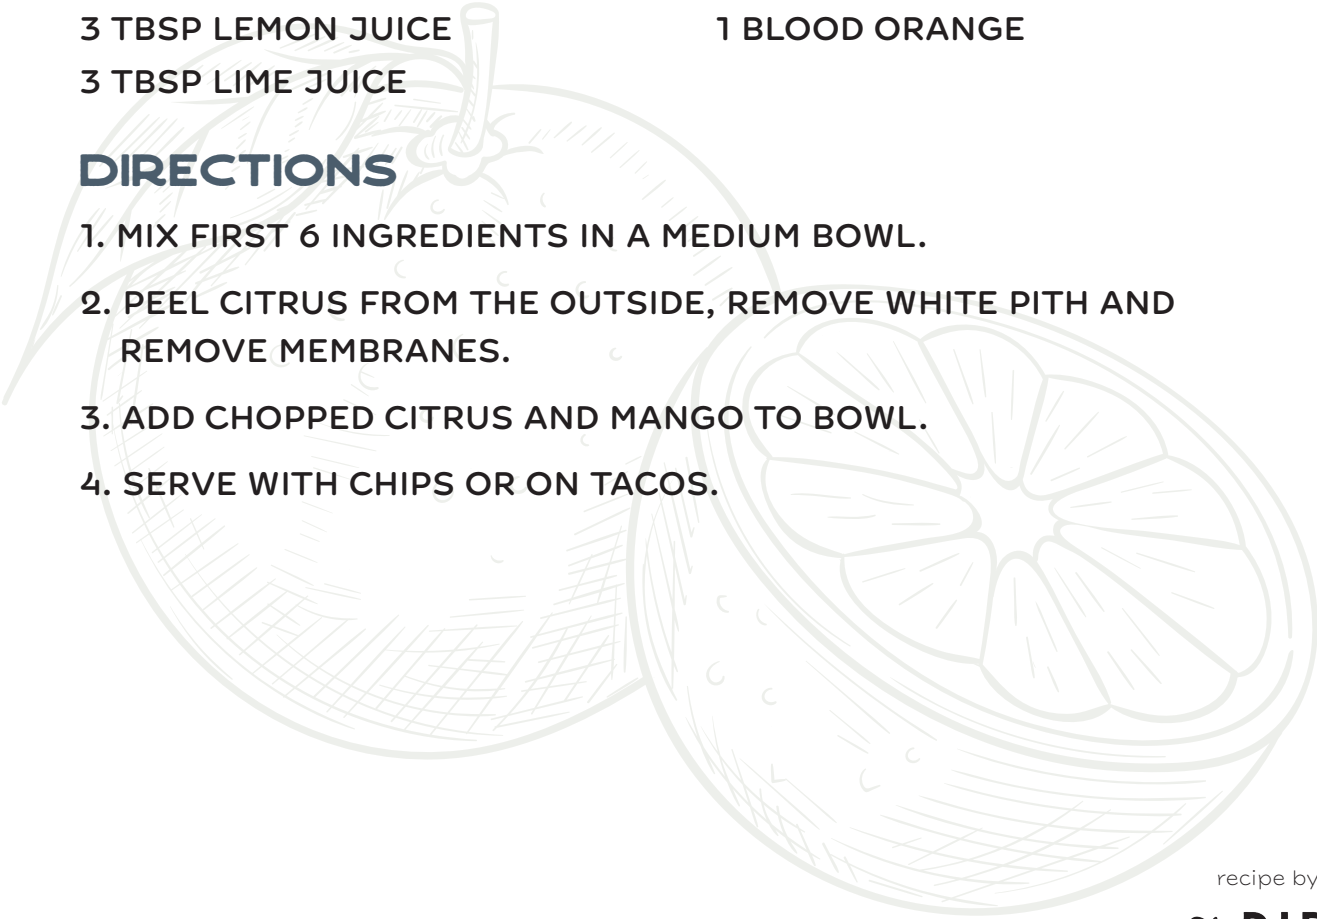 3 TBSP LEMON JUICE
1 BLOOD ORANGE
3 TBSP LIME JUICE
DIRECTIONS
1. MIX FIRST 6 INGREDIENTS IN A MEDIUM BOWL.
2. PEEL CITRUS FROM THE OUTSIDE, REMOVE WHITE PITH AND
REMOVE MEMBRANES.
3. ADD CHOPPED CITRUS AND MANGO TO BOWL.
4. SERVE WITH CHIPS OR ON TACOS.
recipe by